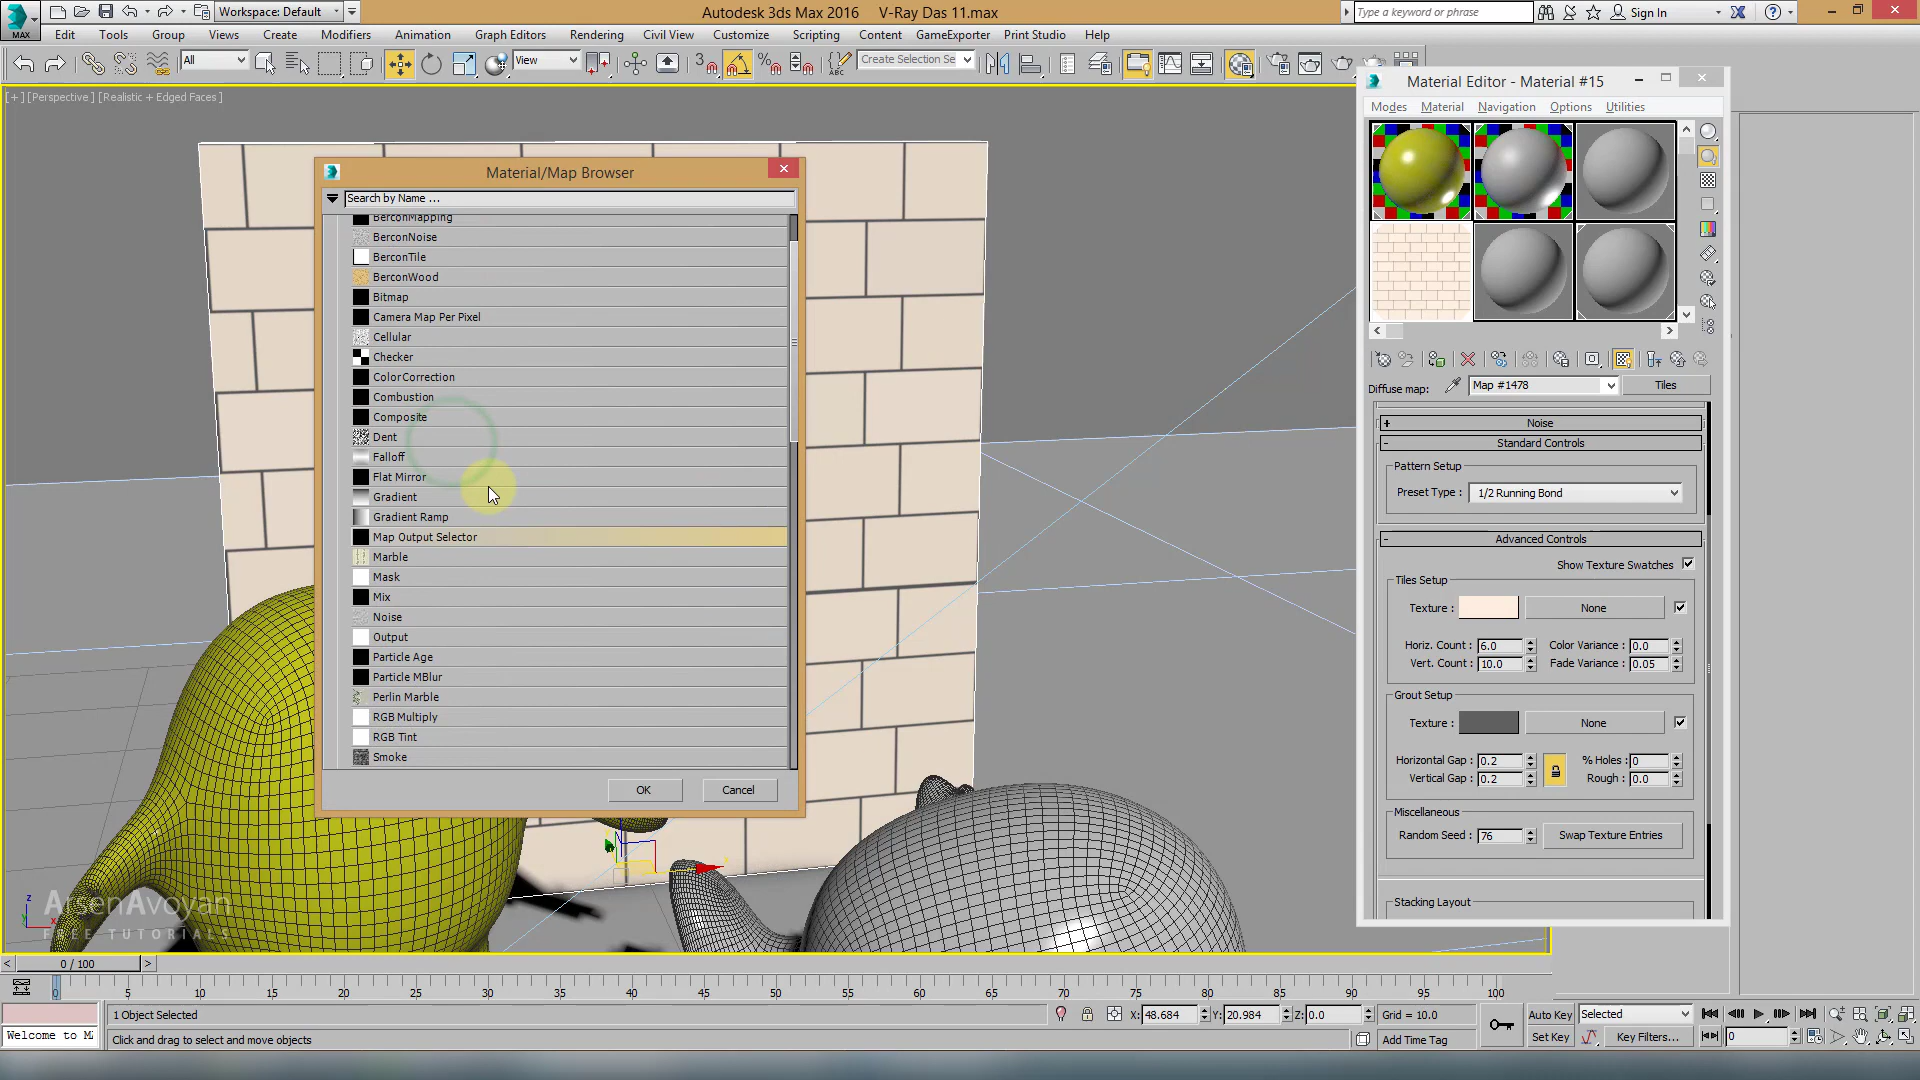 Workspace: Default
Autodesk 3ds Max 2016    V-Ray Das 11.max
Type a keyword or phrase
Sign In
MAX
Edit Tools Group Views Create Modifiers Animation Graph Editors Rendering Civil View Customize Scripting Content GameExporter Print Studio Help
All
View
3
%
ABC
Create Selection Se
[+] [Perspective] [Realistic + Edged Faces]
Material/Map Browser
Search by Name ...
BerconMapping
BerconNoise
BerconTile
BerconWood
Bitmap
Camera Map Per Pixel
Cellular
Checker
ColorCorrection
Combustion
Composite
Dent
Falloff
Flat Mirror
Gradient
Gradient Ramp
Map Output Selector
Marble
Mask
Mix
Noise
Output
Particle Age
Particle MBlur
Perlin Marble
RGB Multiply
RGB Tint
Smoke
OK Cancel
Material Editor - Material #15
Modes Material Navigation Options Utilities
Diffuse map: Map #1478 Tiles
+ Noise
- Standard Controls
Pattern Setup
Preset Type : 1/2 Running Bond
- Advanced Controls
Show Texture Swatches
Tiles Setup
Texture : None
Horiz. Count : 6.0 Color Variance : 0.0
Vert. Count : 10.0 Fade Variance : 0.05
Grout Setup
Texture : None
Horizontal Gap : 0.2 % Holes : 0
Vertical Gap : 0.2 Rough : 0.0
Miscellaneous
Random Seed : 76 Swap Texture Entries
Stacking Layout
ArsenAvoyan
FREE TUTORIALS
z
y
x
< 0 / 100 >
0 5 10 15 20 25 30 35 40 45 50 55 60 65 70 75 80 85 90 95 100
1 Object Selected
X: 48.684 Y: 20.984 Z: 0.0 Grid = 10.0
Auto Key Selected
Welcome to M
Click and drag to select and move objects
Add Time Tag
Set Key Key Filters... 0